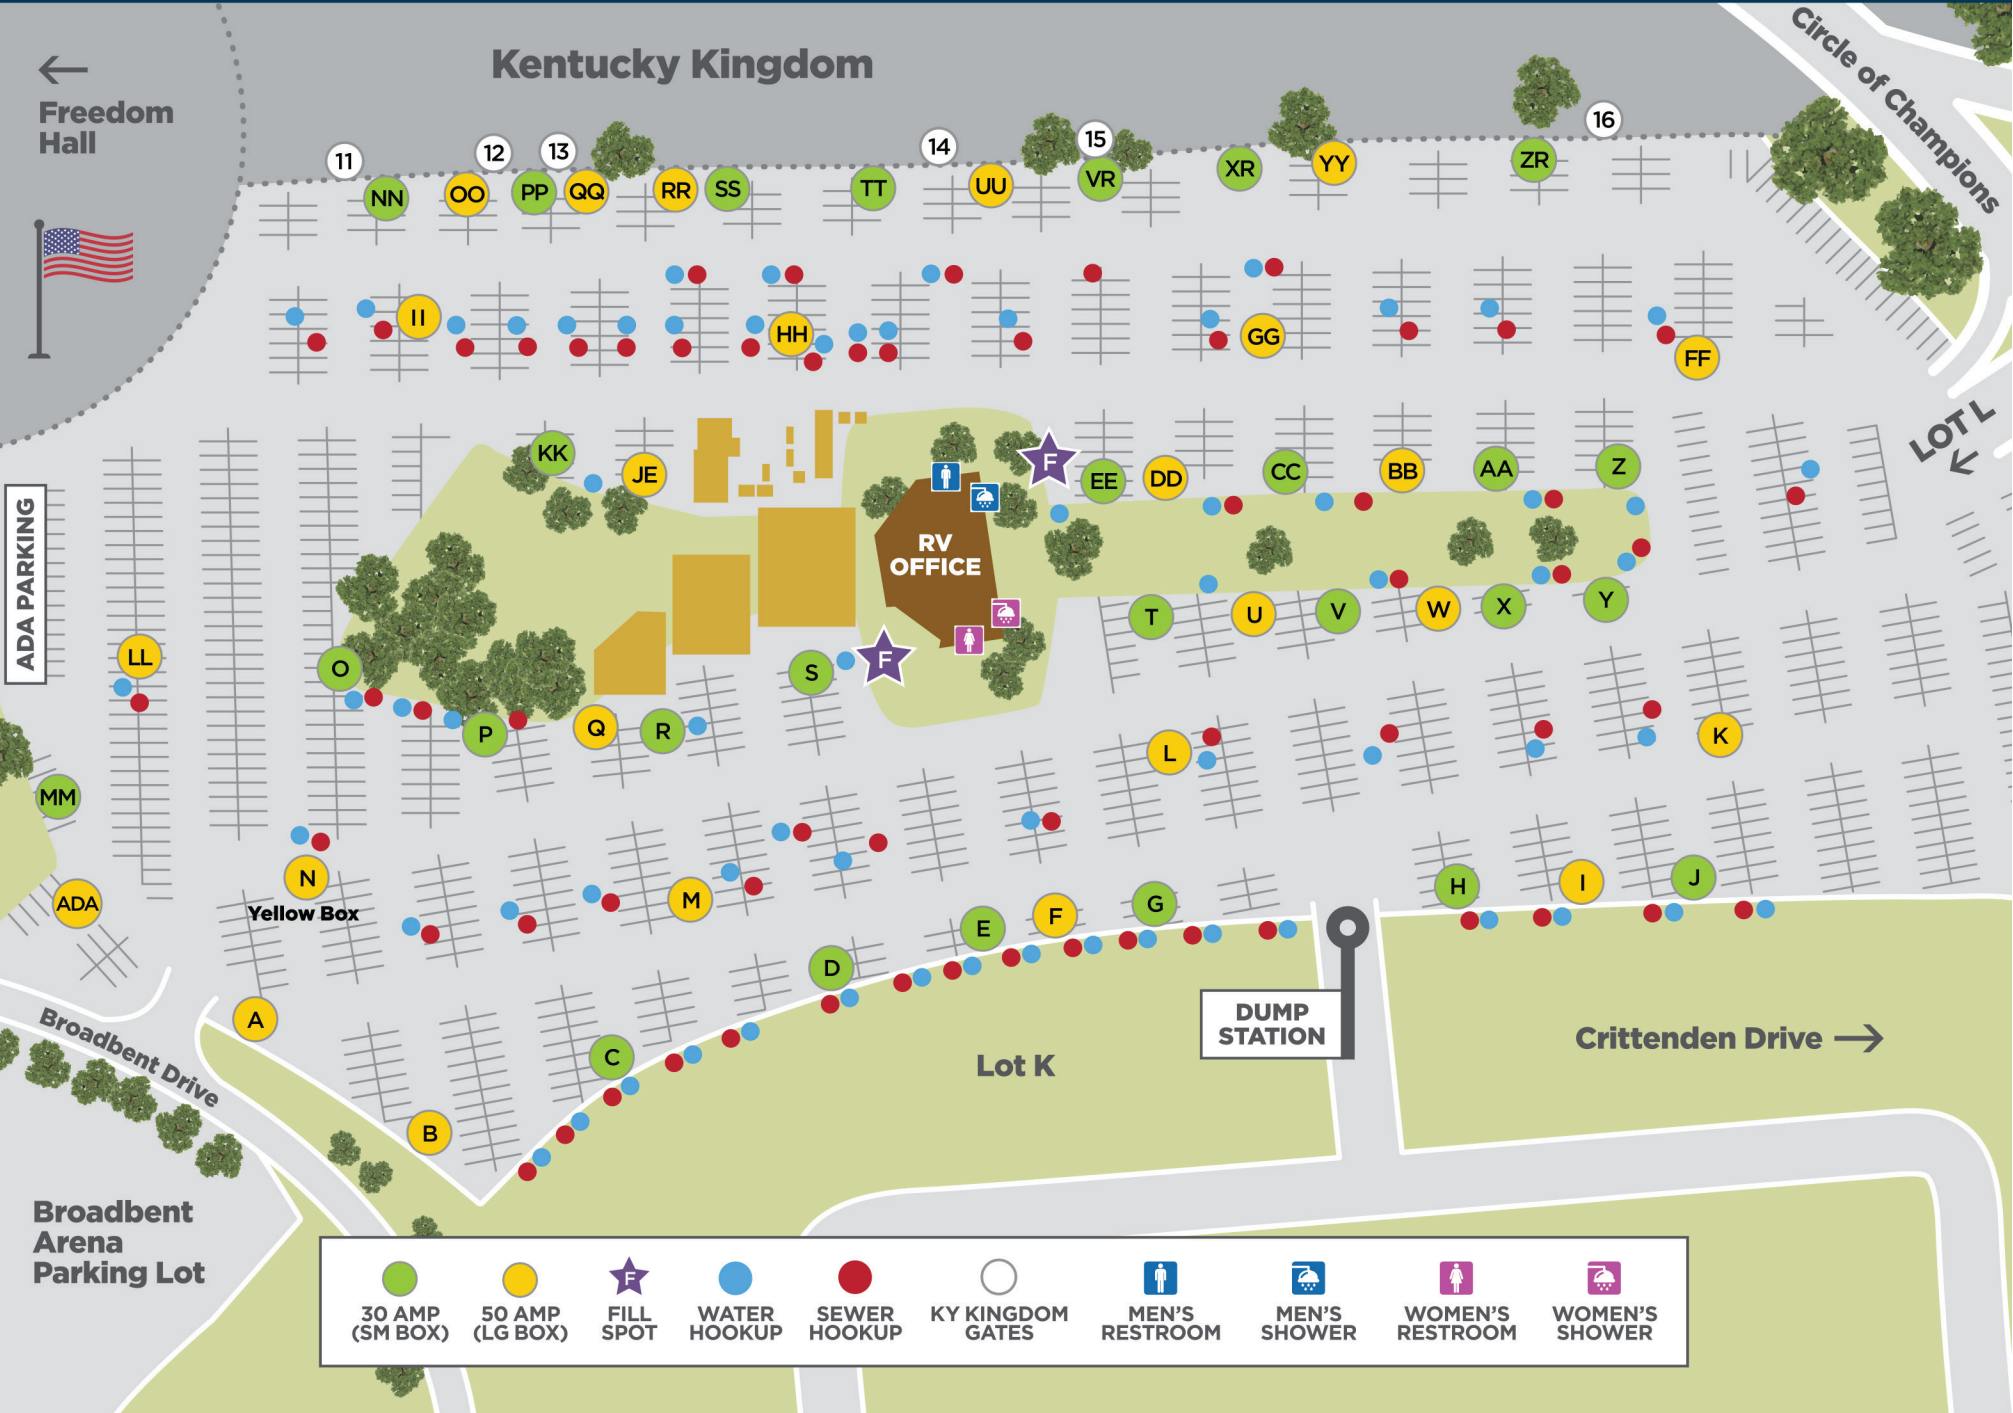 Kentucky Kingdom
Circle of Champions
Freedom
Hall
11
12
13
14
15
16
NN
OO
PP
QQ
RR
SS
TT
UU
VR
XR
YY
ZR
II
HH
GG
FF
LOT L
KK
JE
F
EE
DD
CC
BB
AA
Z
ADA PARKING
RV
OFFICE
T
U
V
W
X
Y
LL
O
S
F
P
Q
R
L
K
MM
N
Yellow Box
ADA
M
H
I
J
E
F
G
D
A
Broadbent Drive
C
B
DUMP
STATION
Lot K
Crittenden Drive
Broadbent
Arena
Parking Lot
F
30 AMP
(SM BOX)
50 AMP
(LG BOX)
FILL
SPOT
WATER
HOOKUP
SEWER
HOOKUP
KY KINGDOM
GATES
MEN'S
RESTROOM
MEN'S
SHOWER
WOMEN'S
RESTROOM
WOMEN'S
SHOWER